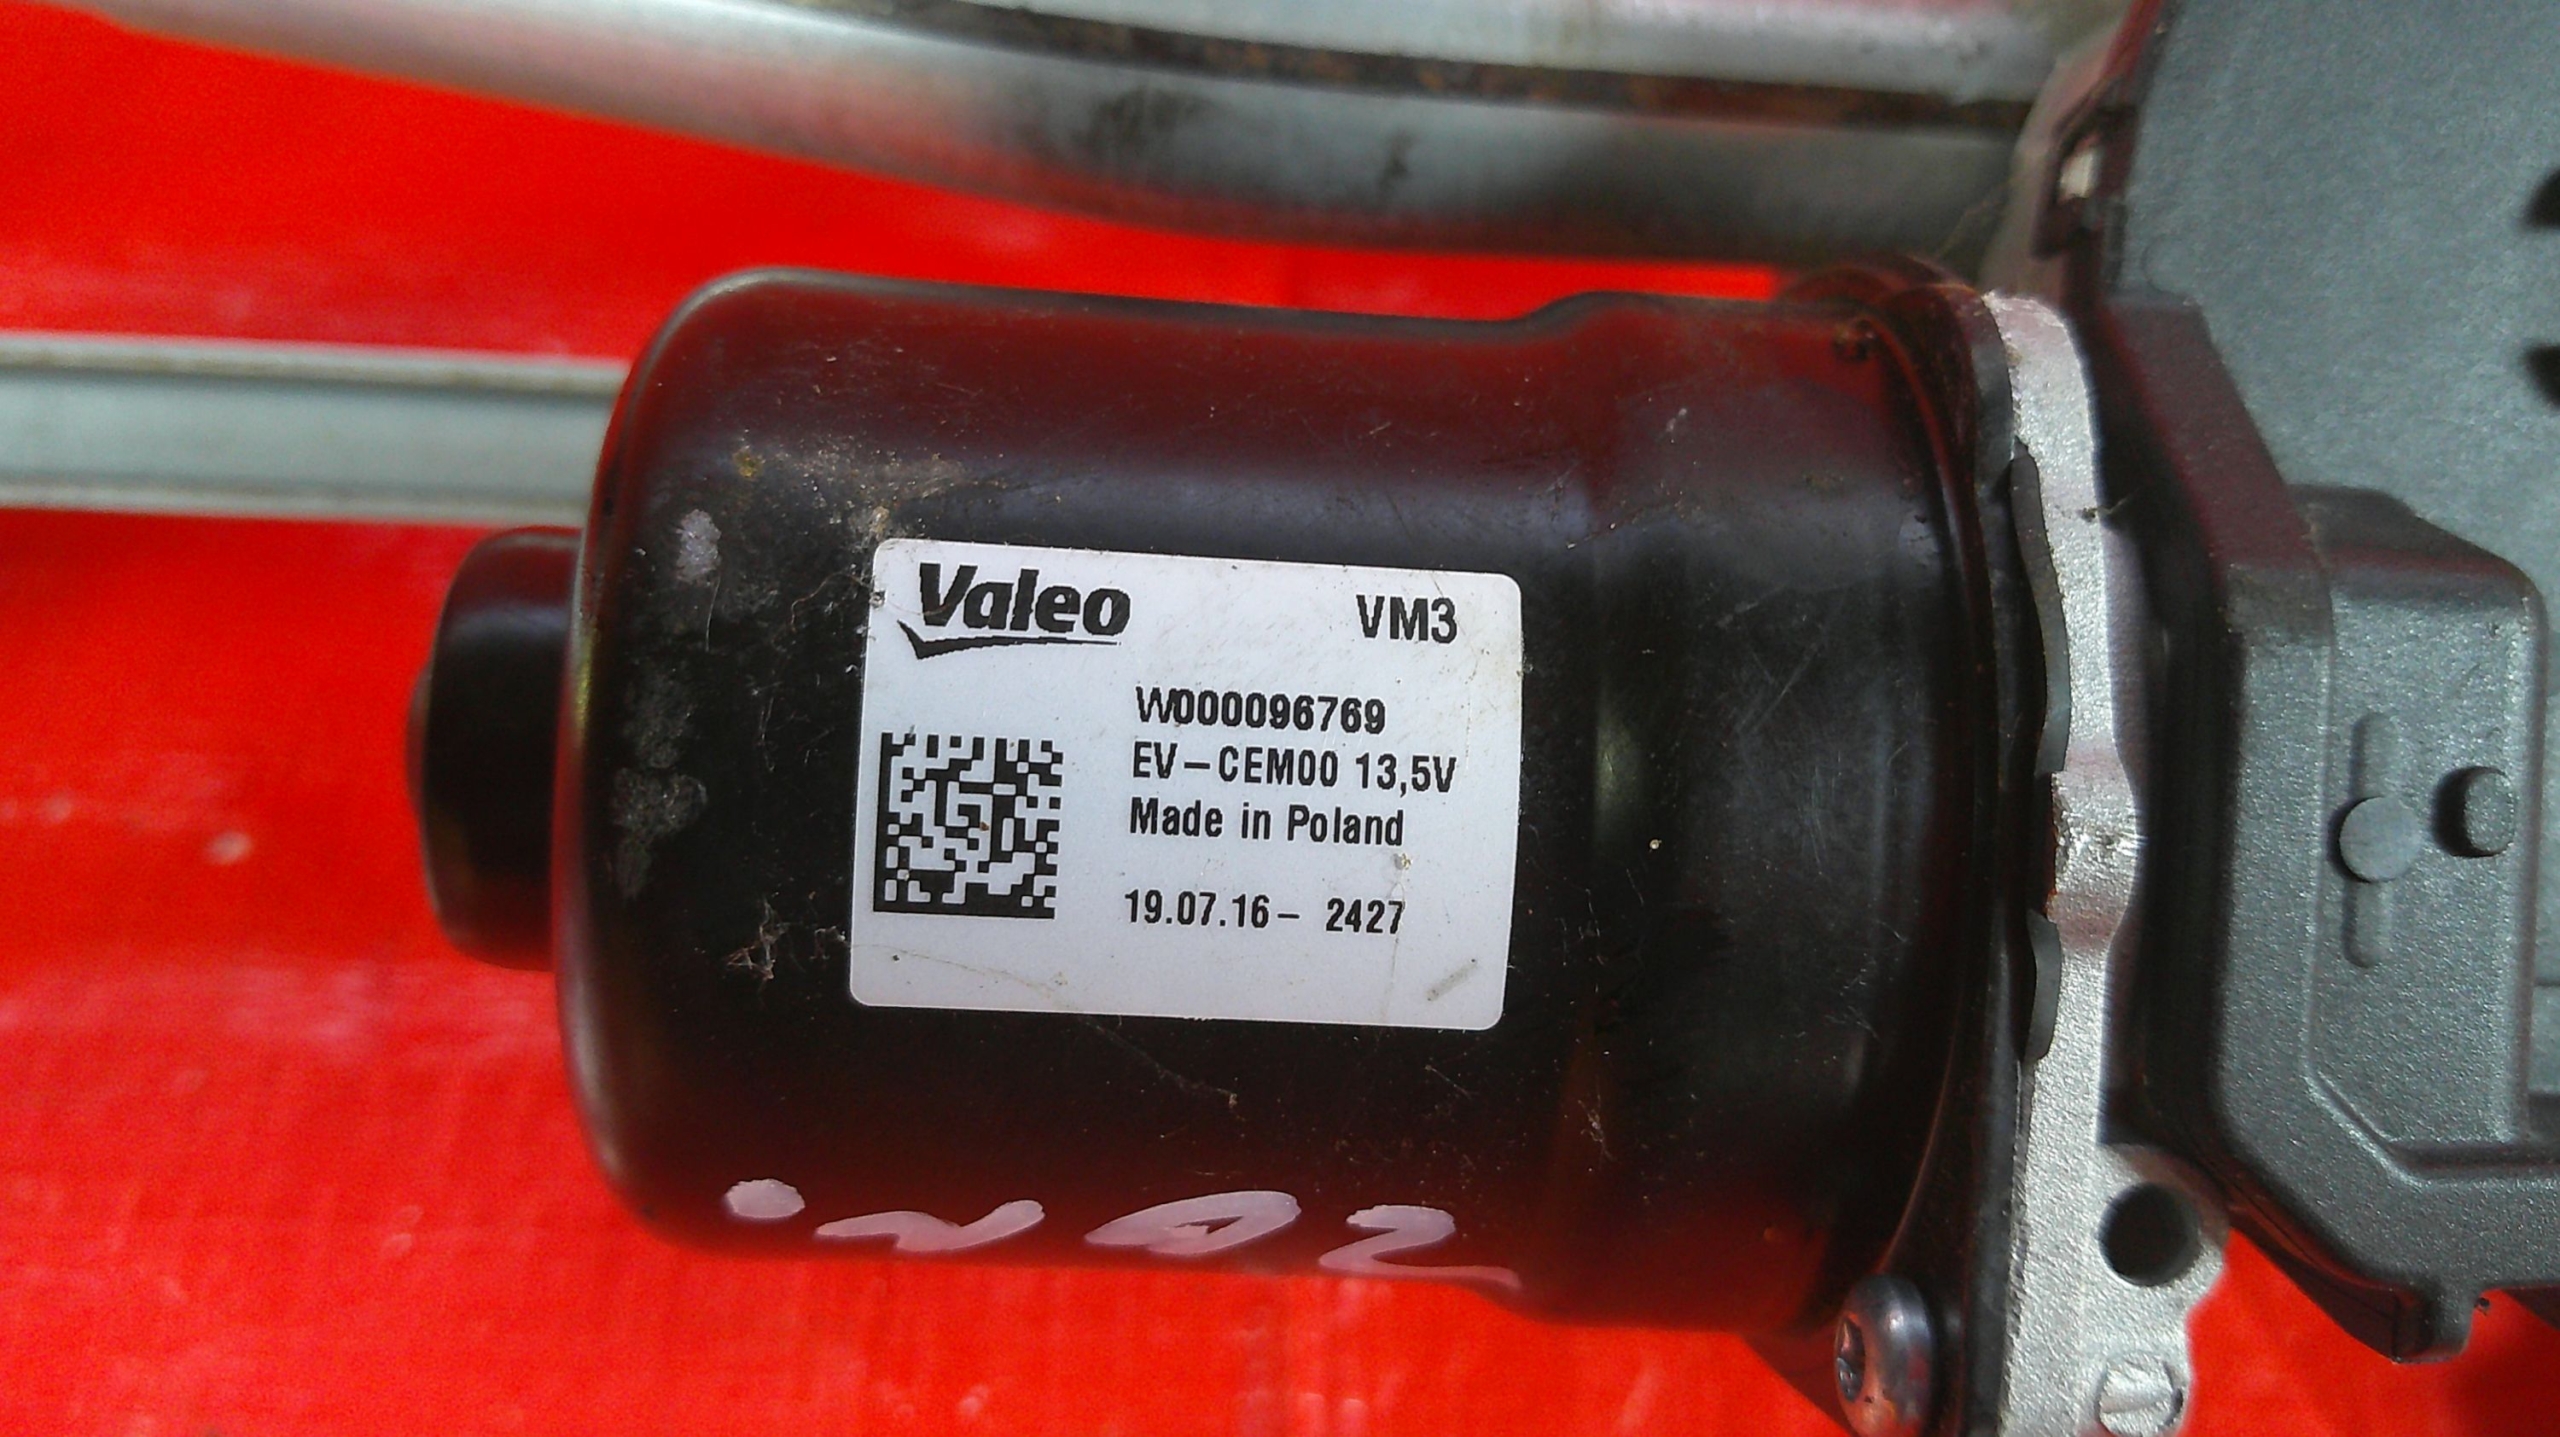 Valeo VM3
W000096769
EV-CEM00 13,5V
Made in Poland
19.07.16- 2427